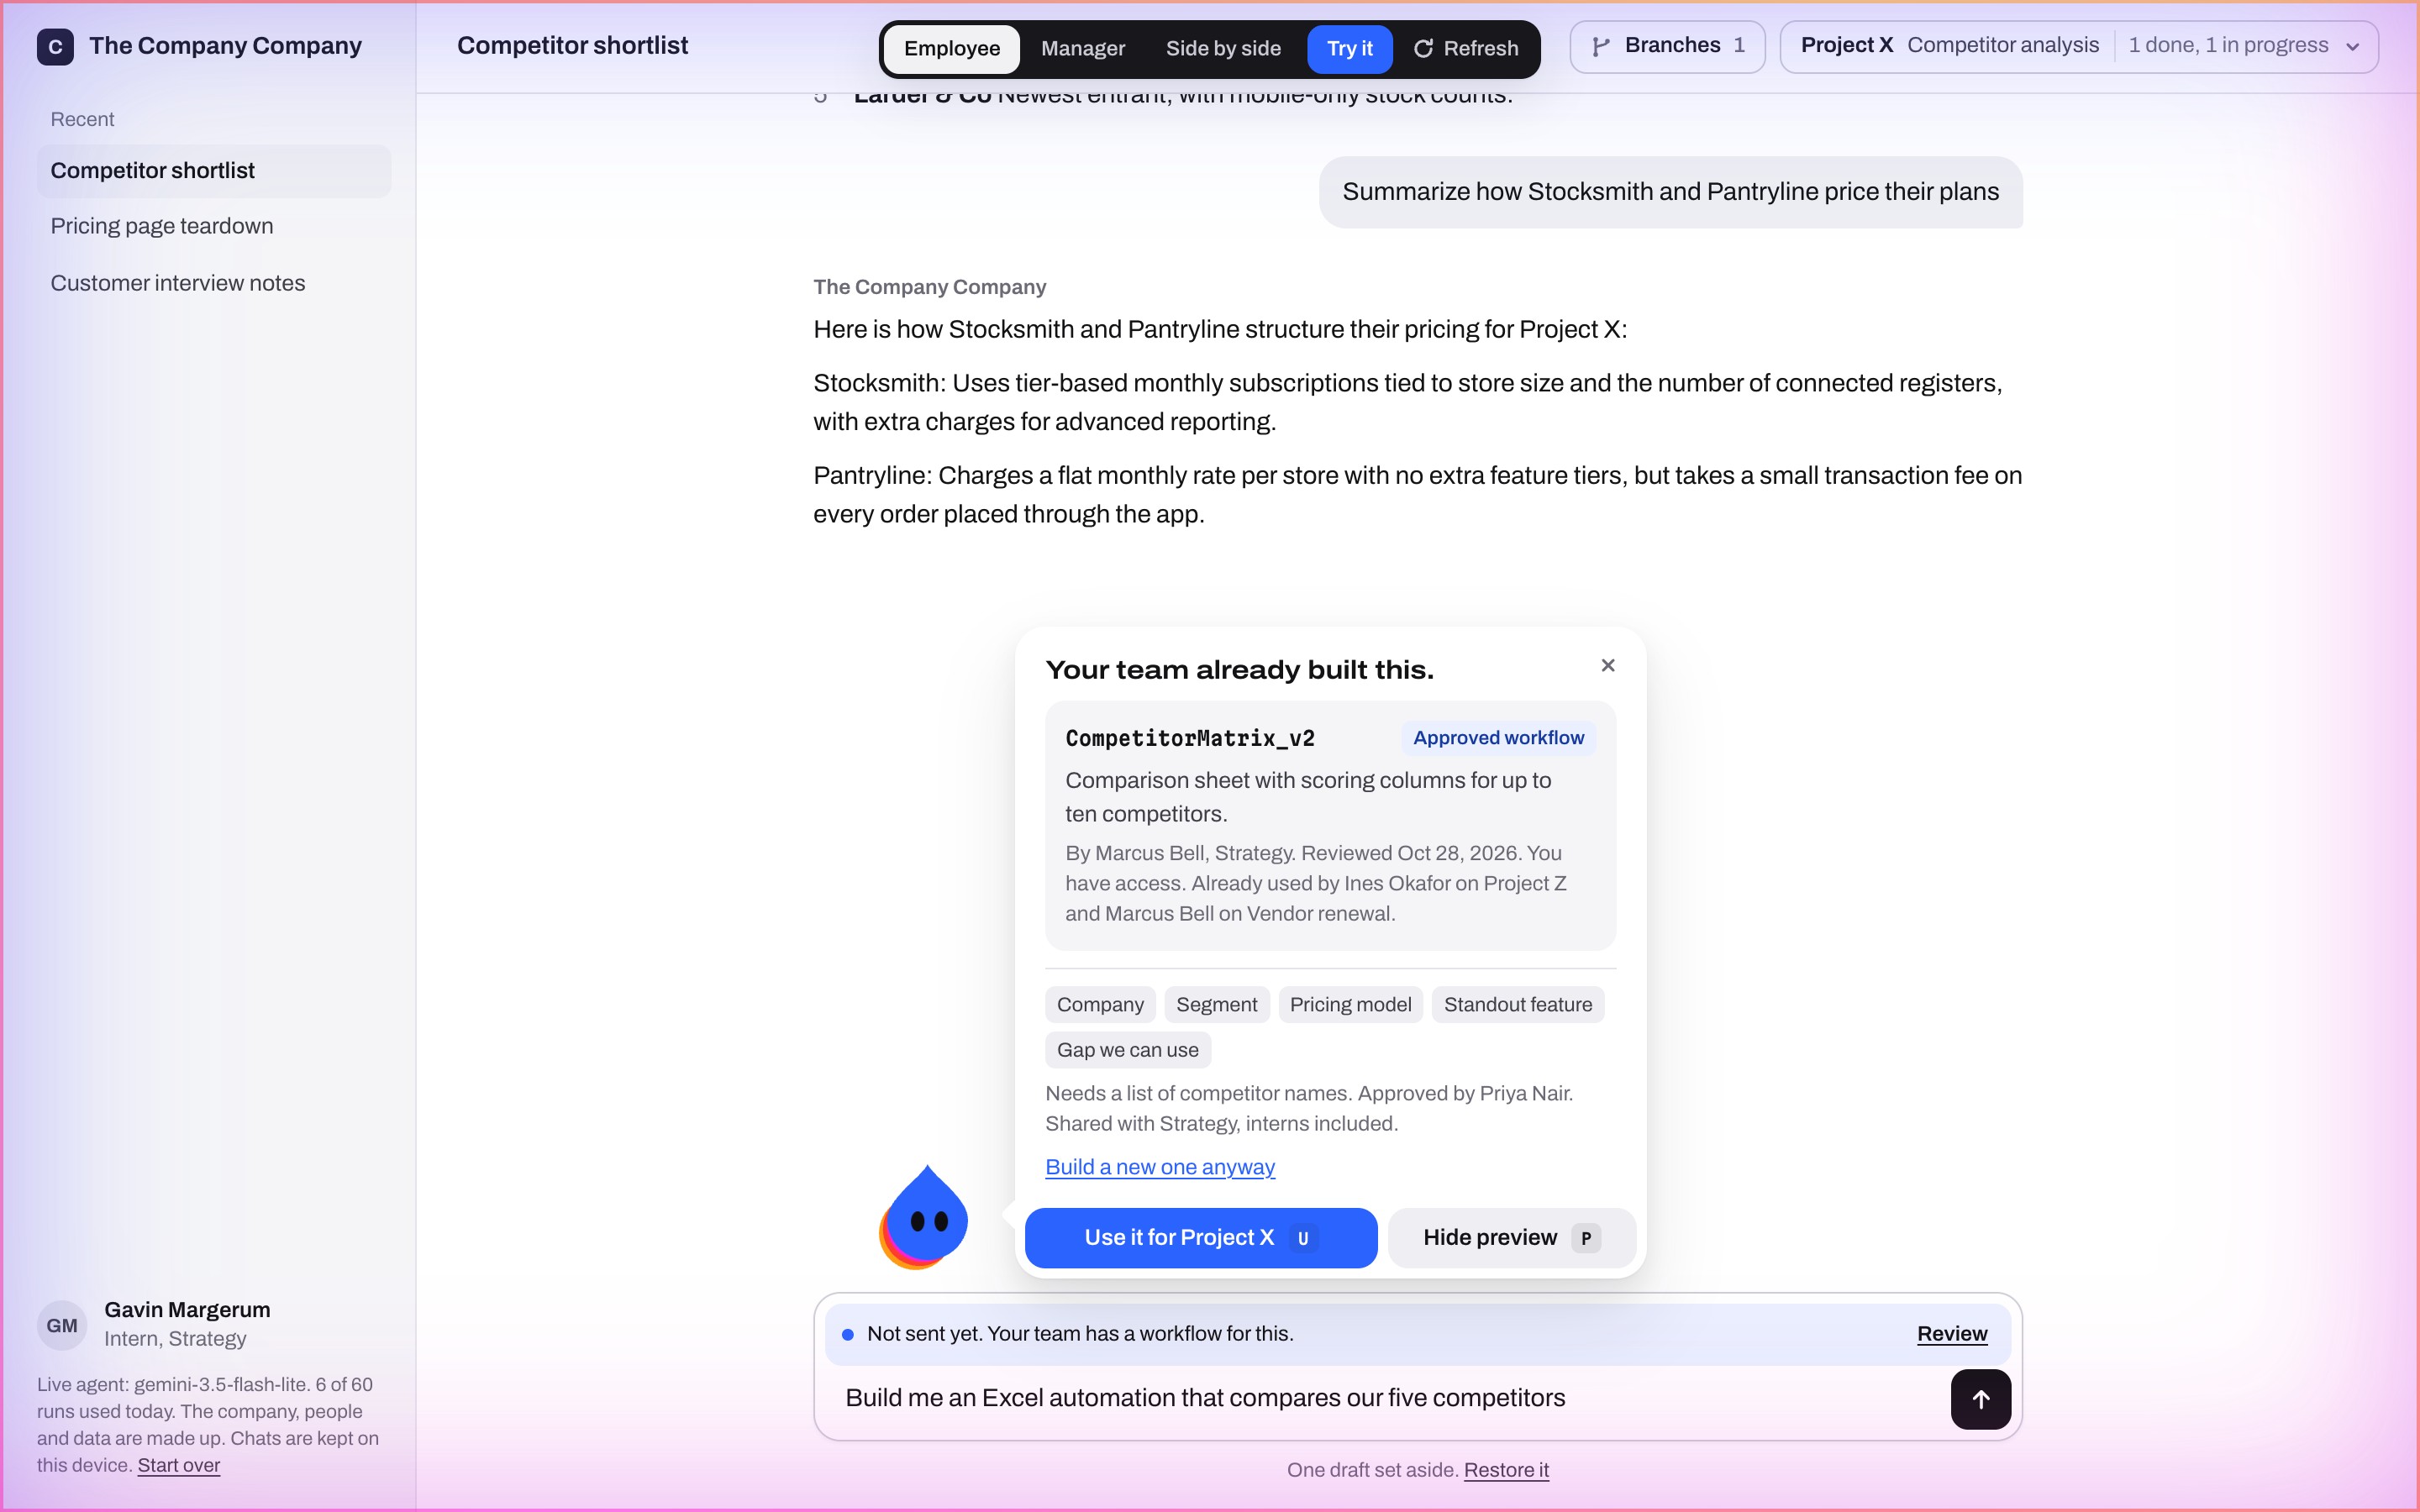 C The Company Company
Recent
Competitor shortlist
Pricing page teardown
Customer interview notes
GM
Gavin Margerum
Intern, Strategy
Live agent: gemini-3.5-flash-lite. 6 of 60
runs used today. The company, people
and data are made up. Chats are kept on
this device. Start over
Competitor shortlist
Employee Manager Side by side Try it Refresh
Branches 1
Project X Competitor analysis 1 done, 1 in progress
5 Larder & Co Newest entrant, with mobile-only stock counts.
Summarize how Stocksmith and Pantryline price their plans
The Company Company
Here is how Stocksmith and Pantryline structure their pricing for Project X:
Stocksmith: Uses tier-based monthly subscriptions tied to store size and the number of connected registers,
with extra charges for advanced reporting.
Pantryline: Charges a flat monthly rate per store with no extra feature tiers, but takes a small transaction fee on
every order placed through the app.
Your team already built this.
CompetitorMatrix_v2 Approved workflow
Comparison sheet with scoring columns for up to
ten competitors.
By Marcus Bell, Strategy. Reviewed Oct 28, 2026. You
have access. Already used by Ines Okafor on Project Z
and Marcus Bell on Vendor renewal.
Company Segment Pricing model Standout feature
Gap we can use
Needs a list of competitor names. Approved by Priya Nair.
Shared with Strategy, interns included.
Build a new one anyway
Use it for Project X U Hide preview P
Not sent yet. Your team has a workflow for this. Review
Build me an Excel automation that compares our five competitors
One draft set aside. Restore it